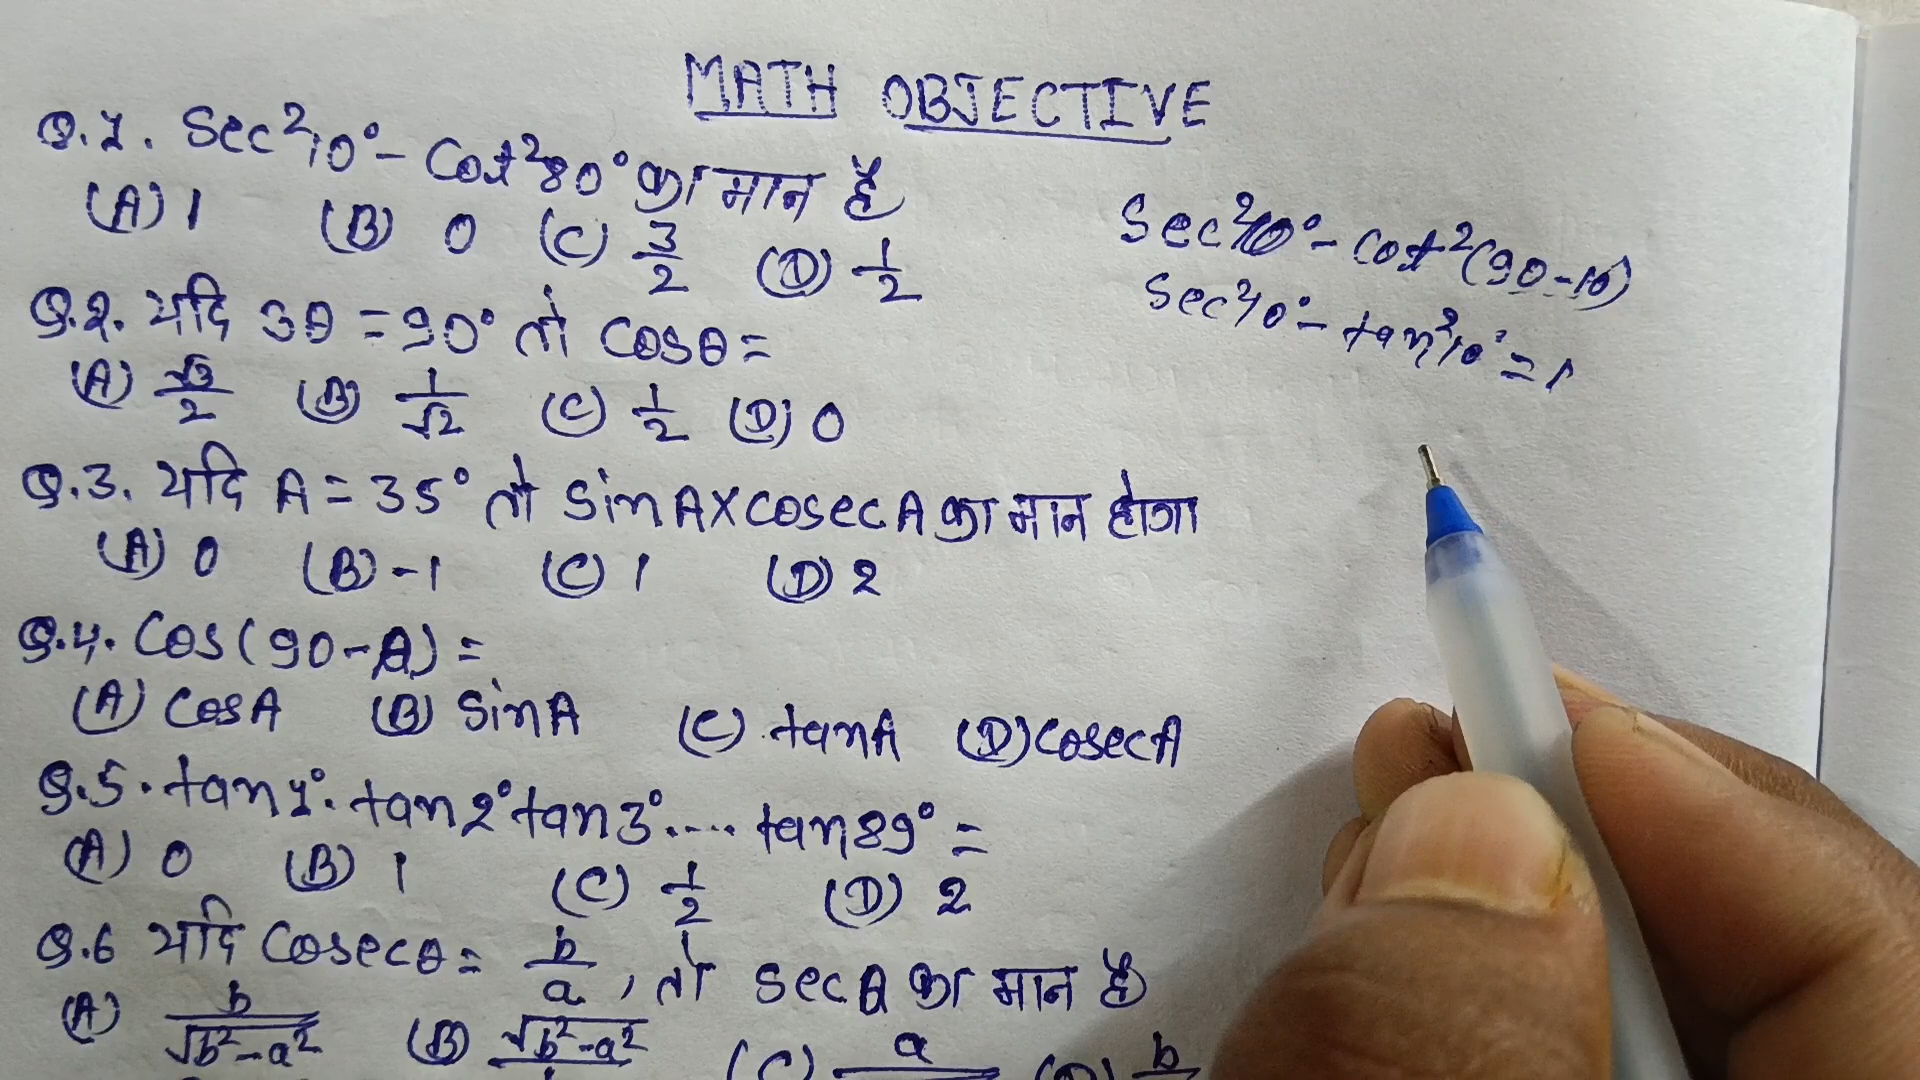 MATH OBJECTIVE
Q.1. Sec²10° - Cot²80° का मान है
(A) 1 (B) 0 (C) 3/2 (D) 1/2
Sec²10° - Cot²(90-10)
Sec²10° - tan²10° = 1
Q.2. यदि 3θ = 90° तो cosθ =
(A) √3/2 (B) 1/√2 (C) 1/2 (D) 0
Q.3. यदि A = 35° तो sinA×cosecA का मान होगा
(A) 0 (B) -1 (C) 1 (D) 2
Q.4. Cos(90-A) =
(A) CosA (B) SinA (C) tanA (D) CosecA
Q.5. tan1°. tan2° tan3°.... tan89° =
(A) 0 (B) 1 (C) 1/2 (D) 2
Q.6 यदि Cosecθ = b/a, तो secθ का मान है
(A) b/√b²-a² (B) √b²-a²/b (C) a (D) b